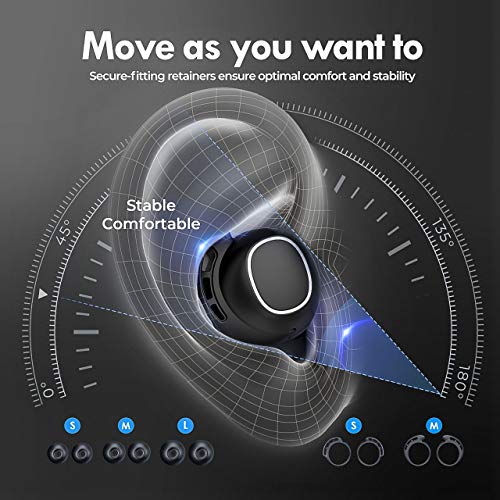 Move as you want to
Secure-fitting retainers ensure optimal comfort and stability
Stable
Comfortable
45°
135°
0°
180°
S M L
S M